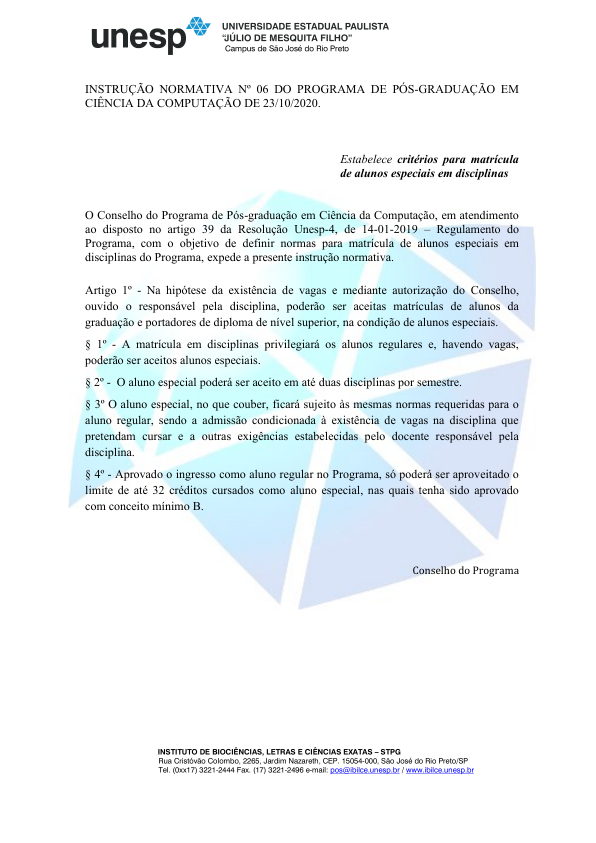 unesp
UNIVERSIDADE ESTADUAL PAULISTA
“JÚLIO DE MESQUITA FILHO”
Campus de São José do Rio Preto
INSTRUÇÃO NORMATIVA Nº 06 DO PROGRAMA DE PÓS-GRADUAÇÃO EM
CIÊNCIA DA COMPUTAÇÃO DE 23/10/2020.
Estabelece critérios para matrícula
de alunos especiais em disciplinas
O Conselho do Programa de Pós-graduação em Ciência da Computação, em atendimento
ao disposto no artigo 39 da Resolução Unesp-4, de 14-01-2019 – Regulamento do
Programa, com o objetivo de definir normas para matrícula de alunos especiais em
disciplinas do Programa, expede a presente instrução normativa.
Artigo 1º - Na hipótese da existência de vagas e mediante autorização do Conselho,
ouvido o responsável pela disciplina, poderão ser aceitas matrículas de alunos da
graduação e portadores de diploma de nível superior, na condição de alunos especiais.
§ 1º - A matrícula em disciplinas privilegiará os alunos regulares e, havendo vagas,
poderão ser aceitos alunos especiais.
§ 2º - O aluno especial poderá ser aceito em até duas disciplinas por semestre.
§ 3º O aluno especial, no que couber, ficará sujeito às mesmas normas requeridas para o
aluno regular, sendo a admissão condicionada à existência de vagas na disciplina que
pretendam cursar e a outras exigências estabelecidas pelo docente responsável pela
disciplina.
§ 4º - Aprovado o ingresso como aluno regular no Programa, só poderá ser aproveitado o
limite de até 32 créditos cursados como aluno especial, nas quais tenha sido aprovado
com conceito mínimo B.
Conselho do Programa
INSTITUTO DE BIOCIÊNCIAS, LETRAS E CIÊNCIAS EXATAS – STPG
Rua Cristóvão Colombo, 2265, Jardim Nazareth, CEP. 15054-000, São José do Rio Preto/SP
Tel. (0xx17) 3221-2444 Fax. (17) 3221-2496 e-mail: pos@ibilce.unesp.br / www.ibilce.unesp.br